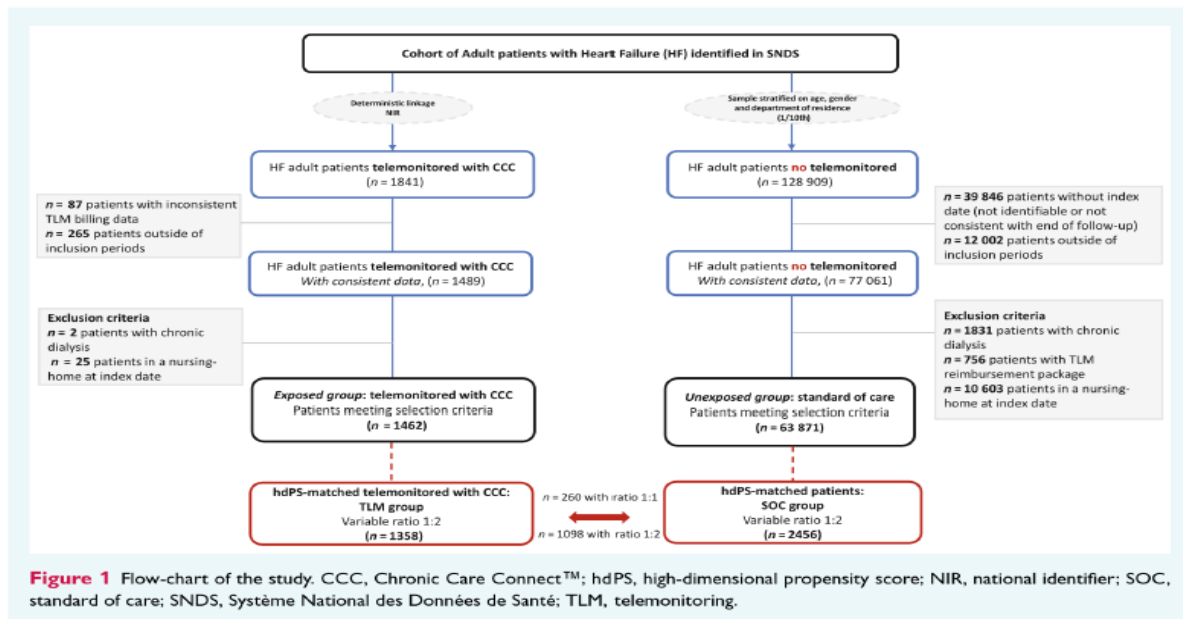 Cohort of Adult patients with Heart Failure (HF) identified in SNDS
Deterministic linkage
NIR
Sample stratified on age, gender
and department of residence
(1/10th)
HF adult patients telemonitored with CCC
(n = 1841)
HF adult patients no telemonitored
(n = 128 909)
n = 87 patients with inconsistent
TLM billing data
n = 265 patients outside of
inclusion periods
n = 39 846 patients without index
date (not identifiable or not
consistent with end of follow-up)
n = 12 002 patients outside of
inclusion periods
HF adult patients telemonitored with CCC
With consistent data, (n = 1489)
HF adult patients no telemonitored
With consistent data, (n = 77 061)
Exclusion criteria
n = 2 patients with chronic
dialysis
n = 25 patients in a nursing-
home at index date
Exclusion criteria
n = 1831 patients with chronic
dialysis
n = 756 patients with TLM
reimbursement package
n = 10 603 patients in a nursing-
home at index date
Exposed group: telemonitored with CCC
Patients meeting selection criteria
(n = 1462)
Unexposed group: standard of care
Patients meeting selection criteria
(n = 63 871)
hdPS-matched telemonitored with CCC:
TLM group
Variable ratio 1:2
(n = 1358)
n = 260 with ratio 1:1
n = 1098 with ratio 1:2
hdPS-matched patients:
SOC group
Variable ratio 1:2
(n = 2456)
Figure 1 Flow-chart of the study. CCC, Chronic Care Connect™; hdPS, high-dimensional propensity score; NIR, national identifier; SOC,
standard of care; SNDS, Système National des Données de Santé; TLM, telemonitoring.